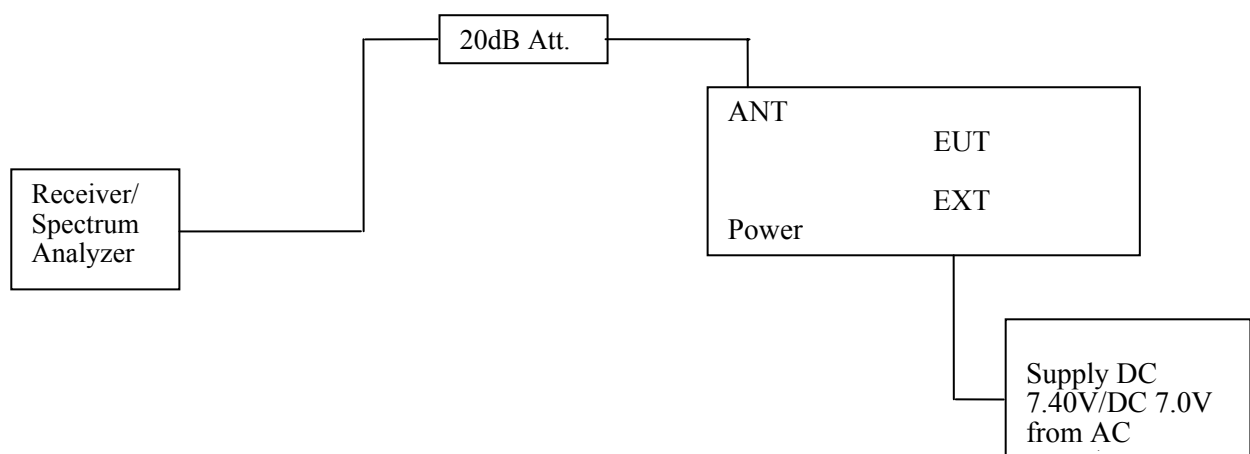 20dB Att.
ANT
EUT
Receiver/
Spectrum
Analyzer
EXT
Power
Supply DC
7.40V/DC 7.0V
from AC